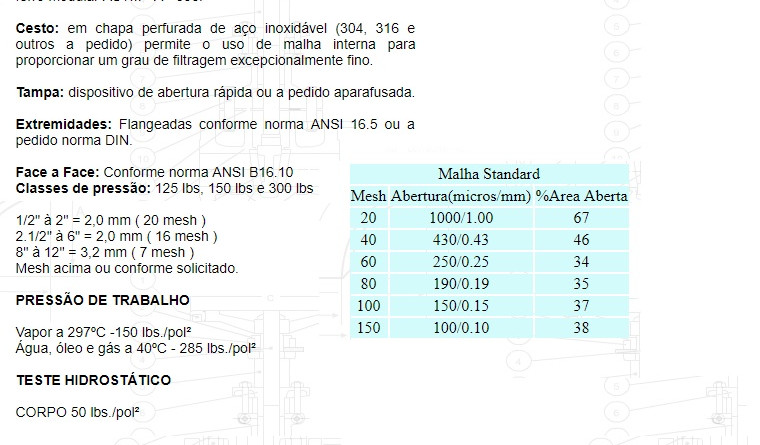 Cesto: em chapa perfurada de aço inoxidável (304, 316 e
outros a pedido) permite o uso de malha interna para
proporcionar um grau de filtragem excepcionalmente fino.
Tampa: dispositivo de abertura rápida ou a pedido aparafusada.
Extremidades: Flangeadas conforme norma ANSI 16.5 ou a
pedido norma DIN.
Face a Face: Conforme norma ANSI B16.10
Classes de pressão: 125 lbs, 150 lbs e 300 lbs
1/2" à 2" = 2,0 mm ( 20 mesh )
2.1/2" à 6" = 2,0 mm ( 16 mesh )
8" à 12" = 3,2 mm ( 7 mesh )
Mesh acima ou conforme solicitado.
PRESSÃO DE TRABALHO
Vapor a 297ºC -150 lbs./pol²
Água, óleo e gás a 40ºC - 285 lbs./pol²
TESTE HIDROSTÁTICO
CORPO 50 lbs./pol²
Malha Standard
Mesh Abertura(micros/mm) %Area Aberta
20 1000/1.00 67
40 430/0.43 46
60 250/0.25 34
80 190/0.19 35
100 150/0.15 37
150 100/0.10 38